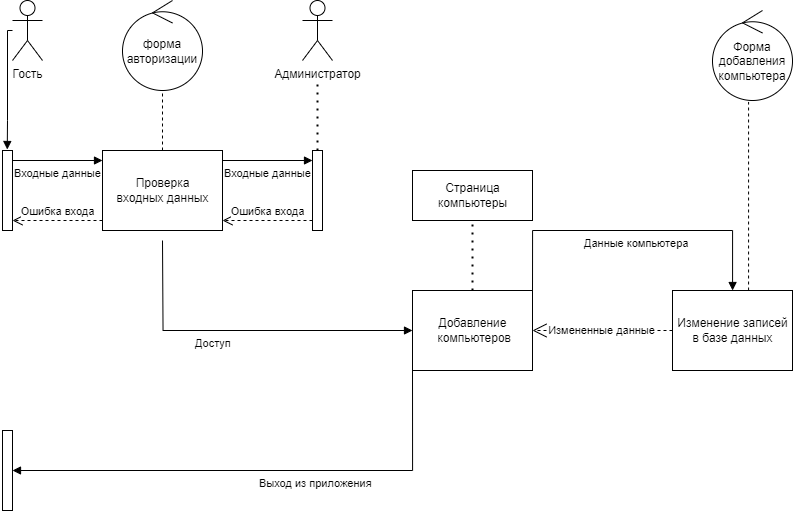 форма
авторизации
Форма
добавления
компьютера
Гость
Администратор
Входные данные
Проверка
входных данных
Входные данные
Ошибка входа
Ошибка входа
Страница
компьютеры
Данные компьютера
Добавление
компьютеров
Измененные данные
Изменение записей
в базе данных
Доступ
Выход из приложения